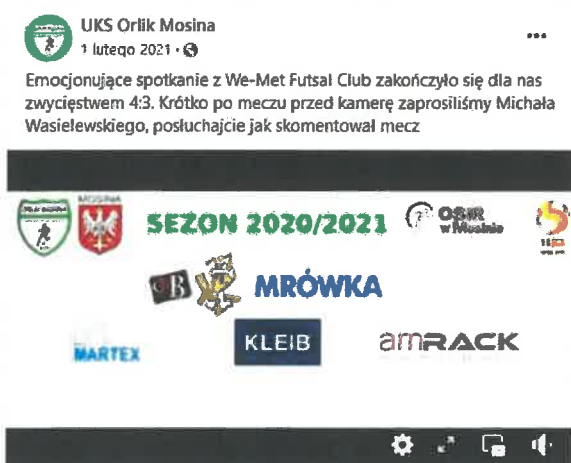 UKS Orlik Mosina
1 lutego 2021 ·
Emocjonujące spotkanie z We-Met Futsal Club zakończyło się dla nas
zwycięstwem 4:3. Krótko po meczu przed kamerę zaprosiliśmy Michała
Wasielewskiego, posłuchajcie jak skomentował mecz
MOSINA
SEZON 2020/2021
OSiR
w Mosinie
MRÓWKA
MARTEX
KLEIB
amRACK